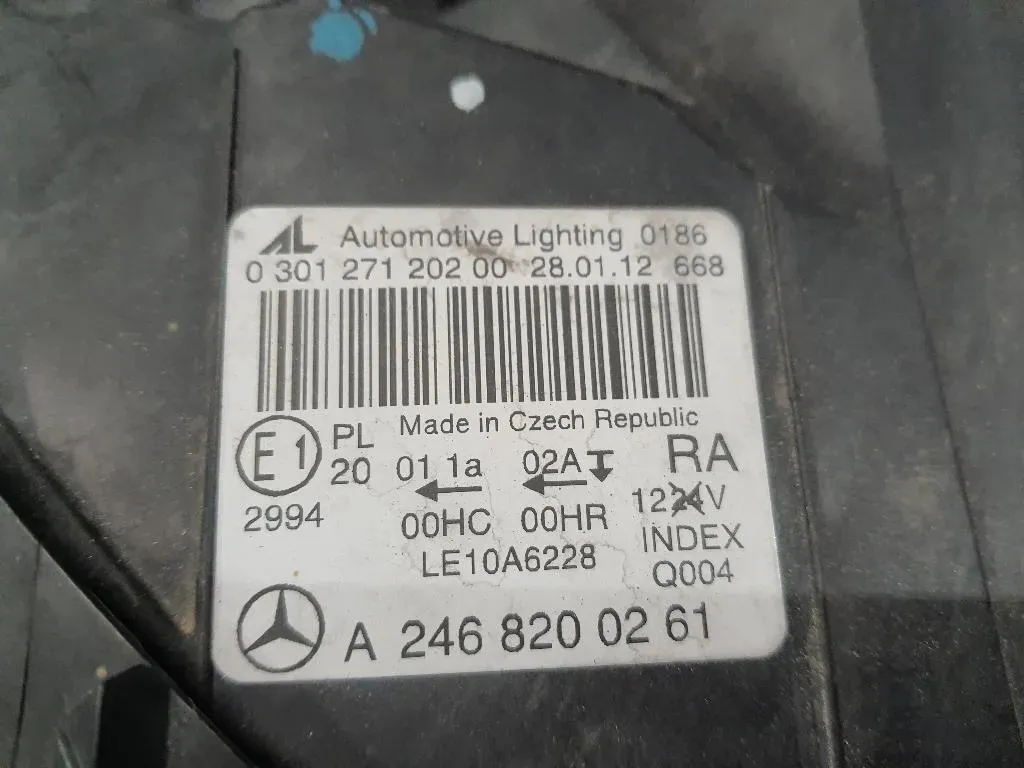 AL Automotive Lighting 0186
0 301 271 202 00 28.01.12 668
Made in Czech Republic
E1 PL 20 01 1a 02A RA
2994 00HC 00HR 1224V
LE10A6228 INDEX
Q004
A 246 820 02 61